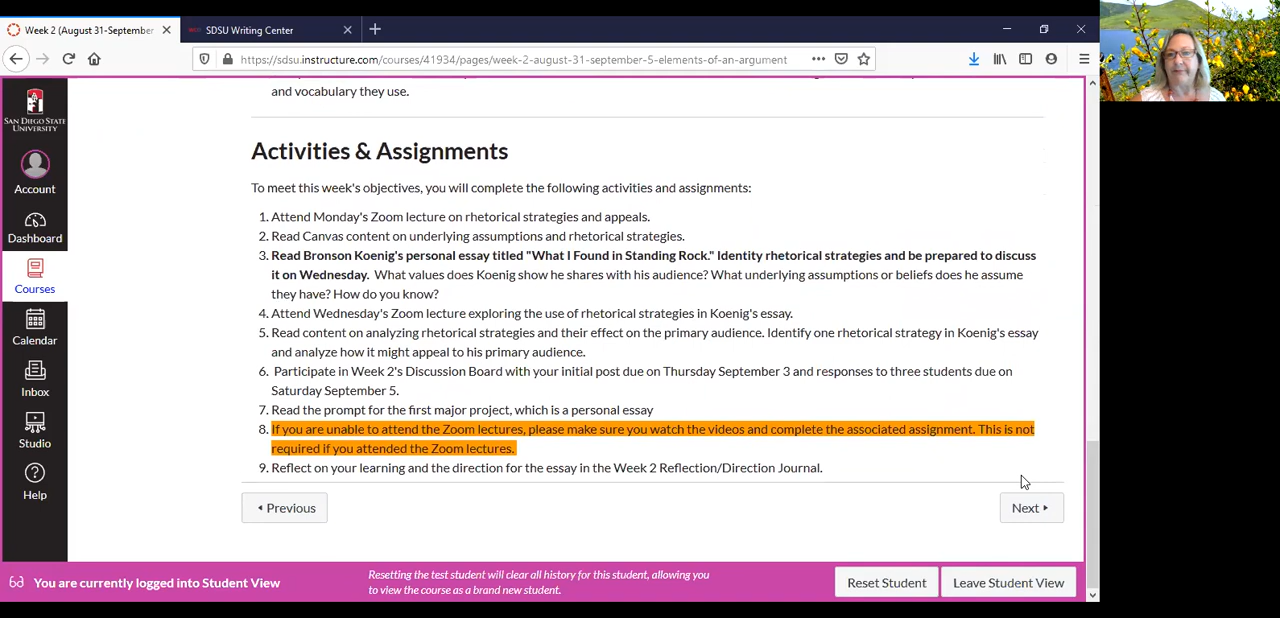 Week 2 (August 31-September
SDSU Writing Center
https://sdsu.instructure.com/courses/41934/pages/week-2-august-31-september-5-elements-of-an-argument
SAN DIEGO STATE
UNIVERSITY
Account
Dashboard
Courses
Calendar
Inbox
Studio
Help
and vocabulary they use.
Activities & Assignments
To meet this week's objectives, you will complete the following activities and assignments:
1. Attend Monday's Zoom lecture on rhetorical strategies and appeals.
2. Read Canvas content on underlying assumptions and rhetorical strategies.
3. Read Bronson Koenig's personal essay titled "What I Found in Standing Rock." Identity rhetorical strategies and be prepared to discuss
it on Wednesday. What values does Koenig show he shares with his audience? What underlying assumptions or beliefs does he assume
they have? How do you know?
4. Attend Wednesday's Zoom lecture exploring the use of rhetorical strategies in Koenig's essay.
5. Read content on analyzing rhetorical strategies and their effect on the primary audience. Identify one rhetorical strategy in Koenig's essay
and analyze how it might appeal to his primary audience.
6. Participate in Week 2's Discussion Board with your initial post due on Thursday September 3 and responses to three students due on
Saturday September 5.
7. Read the prompt for the first major project, which is a personal essay
8. If you are unable to attend the Zoom lectures, please make sure you watch the videos and complete the associated assignment. This is not
required if you attended the Zoom lectures.
9. Reflect on your learning and the direction for the essay in the Week 2 Reflection/Direction Journal.
Previous
Next
You are currently logged into Student View
Resetting the test student will clear all history for this student, allowing you
to view the course as a brand new student.
Reset Student
Leave Student View